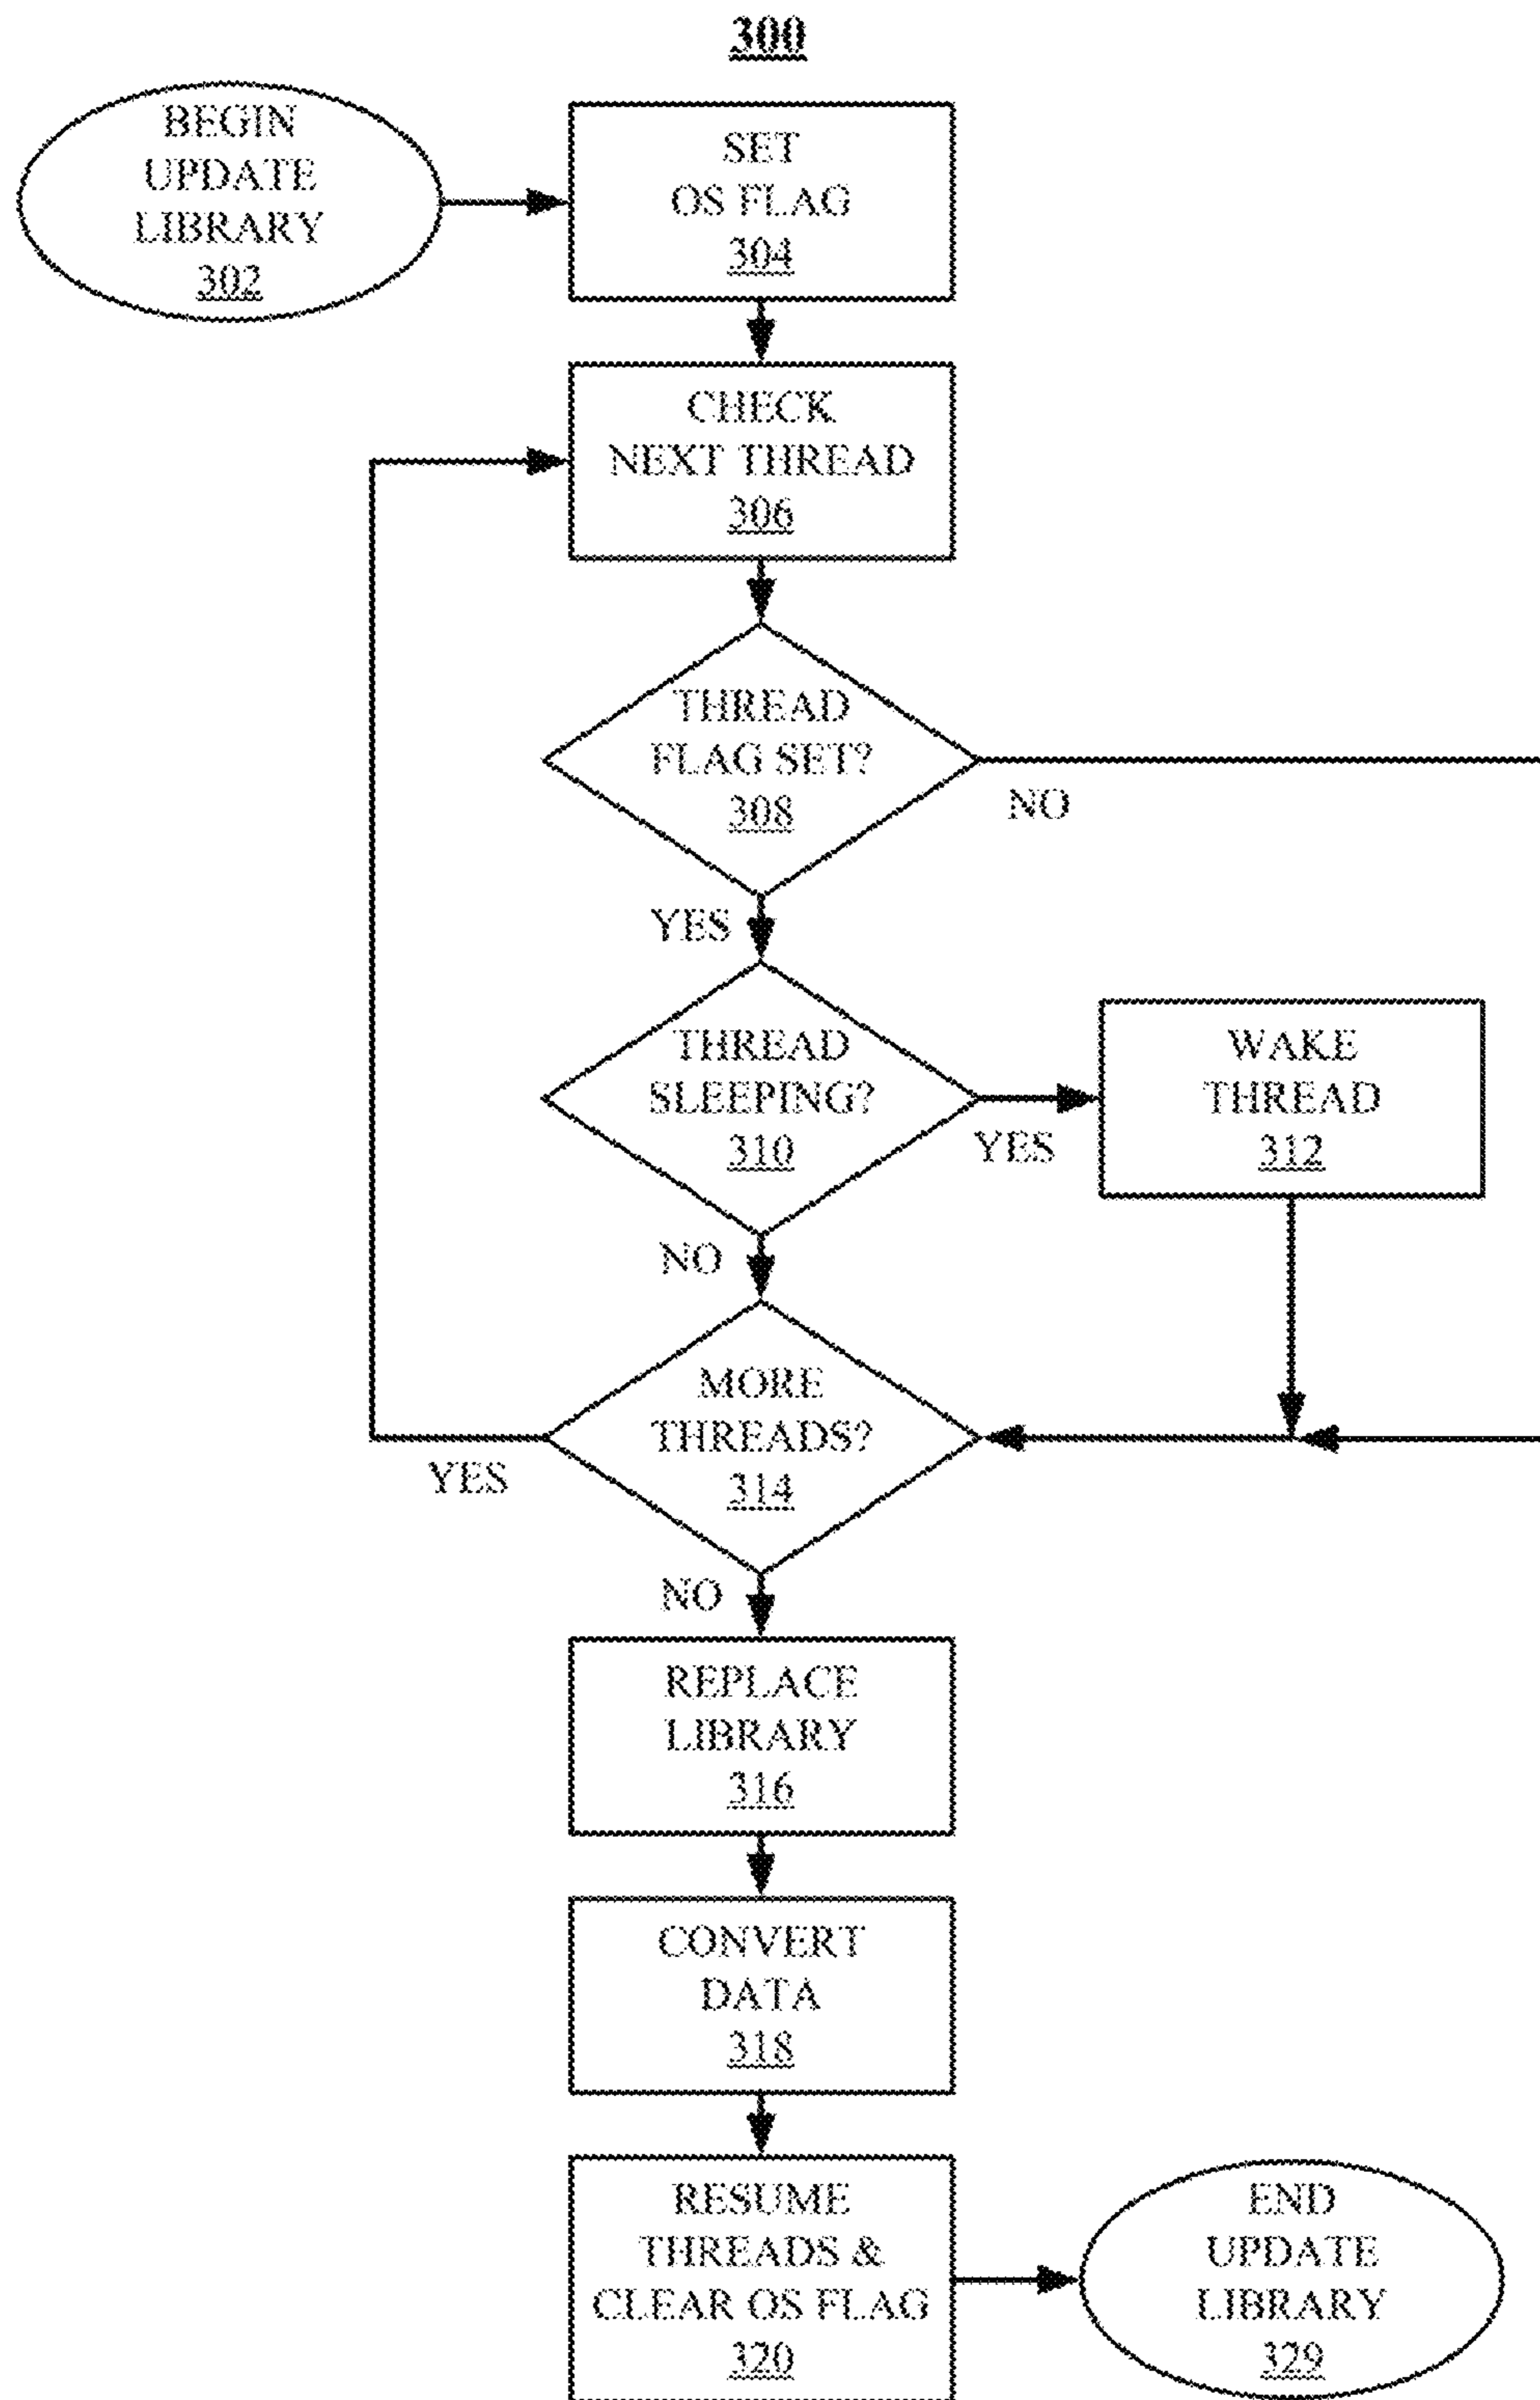 300
BEGIN
UPDATE
LIBRARY
302
SET
OS FLAG
304
CHECK
NEXT THREAD
306
THREAD
FLAG SET?
308
NO
YES
THREAD
SLEEPING?
310
YES
WAKE
THREAD
312
NO
MORE
THREADS?
314
YES
NO
REPLACE
LIBRARY
316
CONVERT
DATA
318
RESUME
THREADS &
CLEAR OS FLAG
320
END
UPDATE
LIBRARY
329